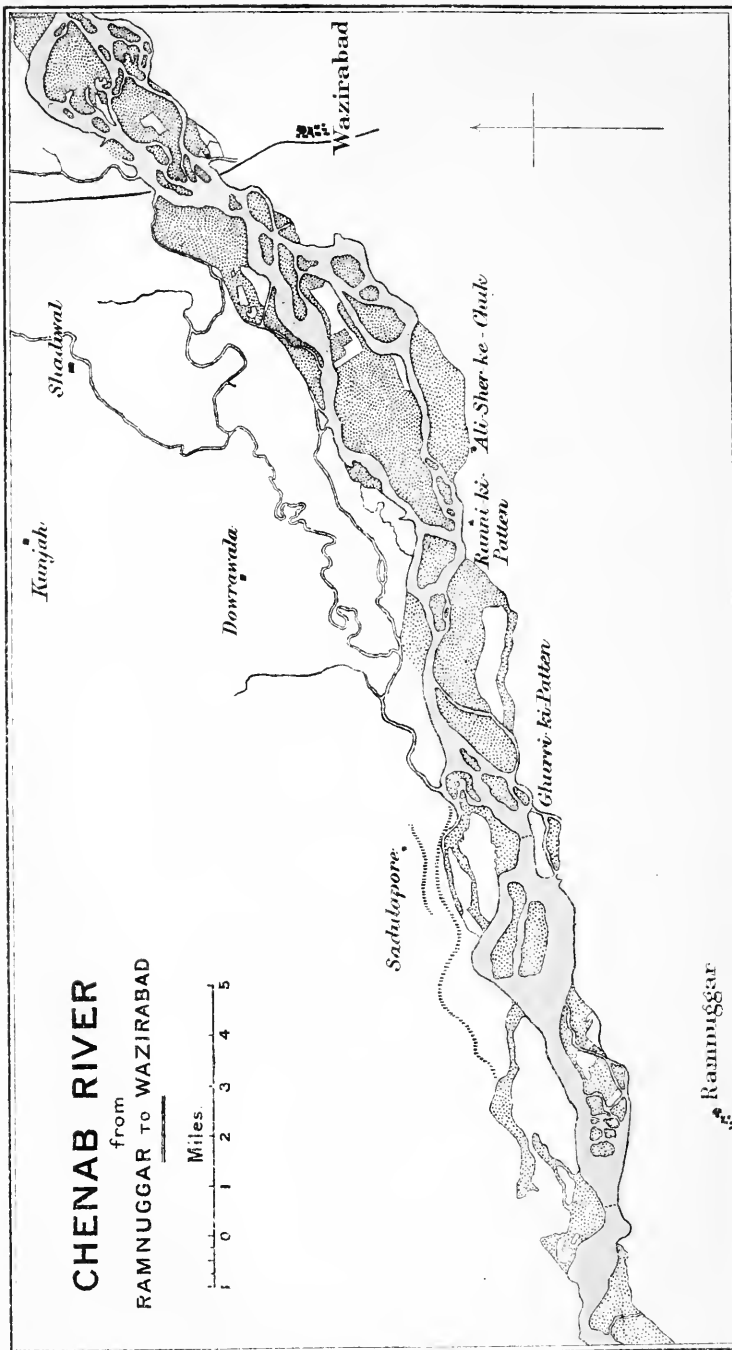 CHENAB RIVER
from
RAMNUGGAR TO WAZIRABAD
Miles.
1 0 1 2 3 4 5
Kunjah
Shadiwal
Dowrawala
Wazirabad
Sadulapore
Ali Sher ke-Chuk
Runni-ki-
Patten
Ghurri-ki-Patten
Ramnuggar